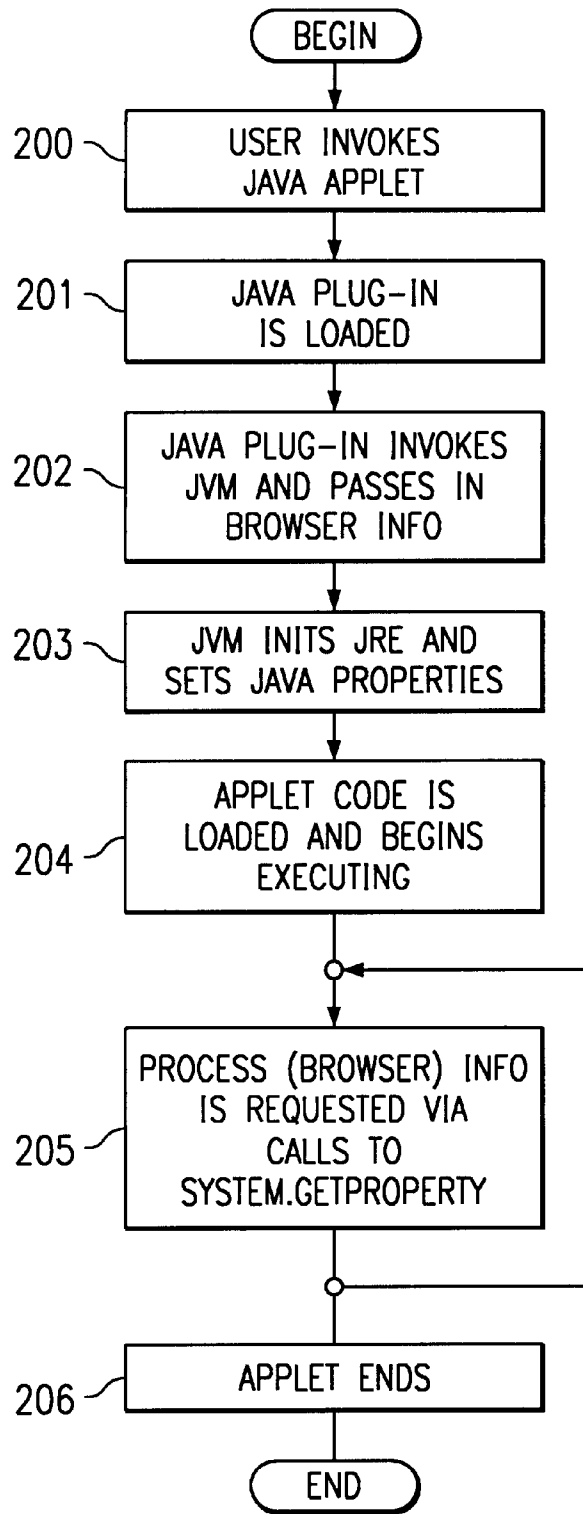 BEGIN
200
USER INVOKES
JAVA APPLET
201
JAVA PLUG-IN
IS LOADED
202
JAVA PLUG-IN INVOKES
JVM AND PASSES IN
BROWSER INFO
203
JVM INITS JRE AND
SETS JAVA PROPERTIES
204
APPLET CODE IS
LOADED AND BEGINS
EXECUTING
205
PROCESS (BROWSER) INFO
IS REQUESTED VIA
CALLS TO
SYSTEM.GETPROPERTY
206
APPLET ENDS
END